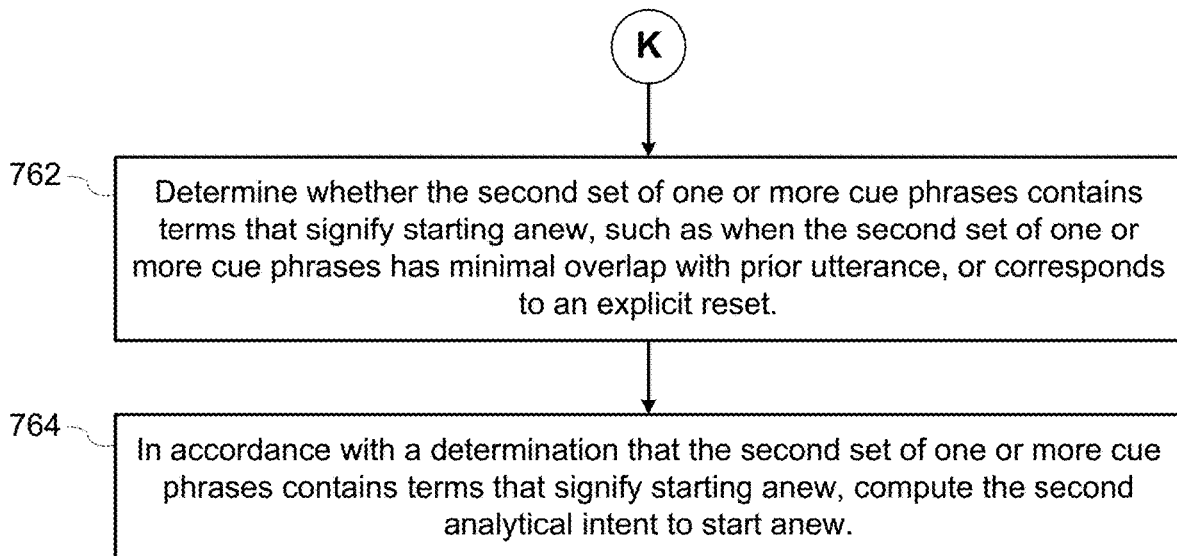 K
762
Determine whether the second set of one or more cue phrases contains
terms that signify starting anew, such as when the second set of one or
more cue phrases has minimal overlap with prior utterance, or corresponds
to an explicit reset.
764
In accordance with a determination that the second set of one or more cue
phrases contains terms that signify starting anew, compute the second
analytical intent to start anew.